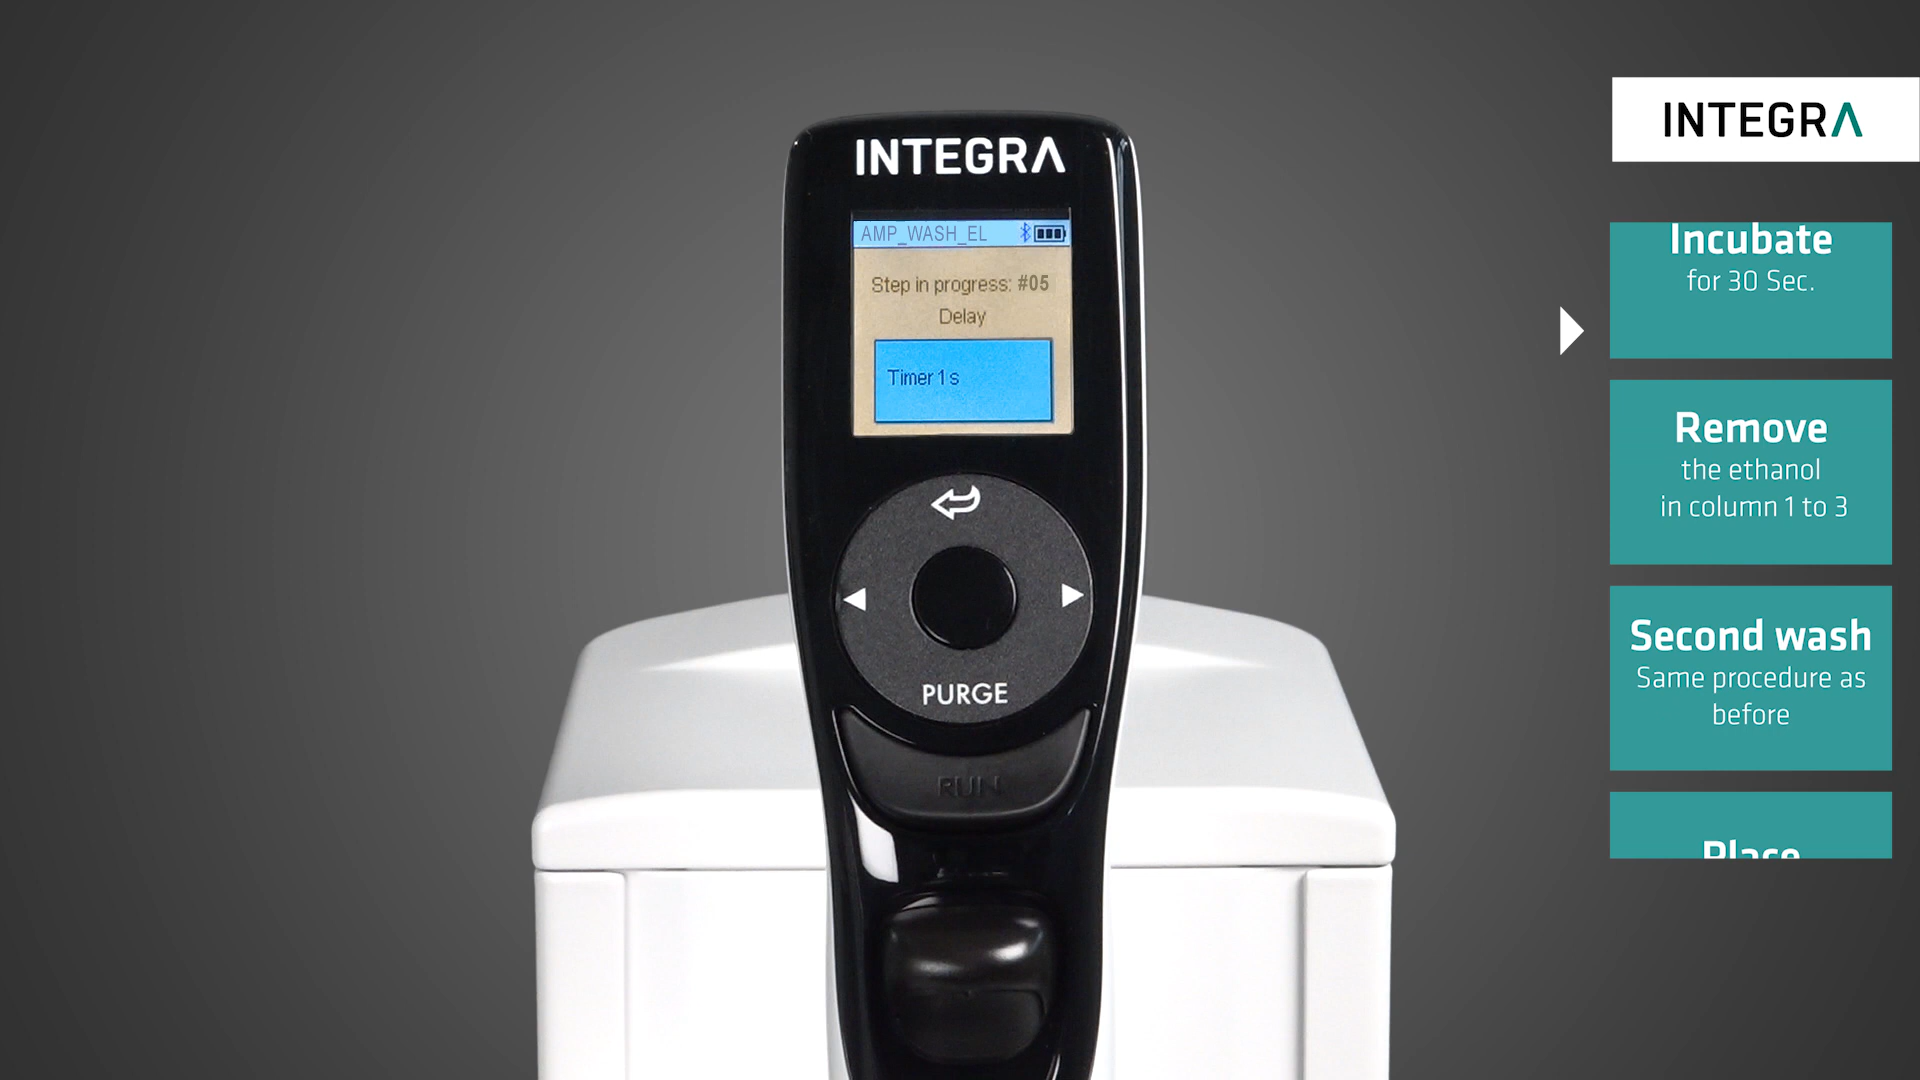 INTEGRA
AMP_WASH_EL
Step in progress: #05
Delay
Timer 1 s
PURGE
RUN
INTEGRA
Incubate
for 30 Sec.
Remove
the ethanol
in column 1 to 3
Second wash
Same procedure as
before
Place